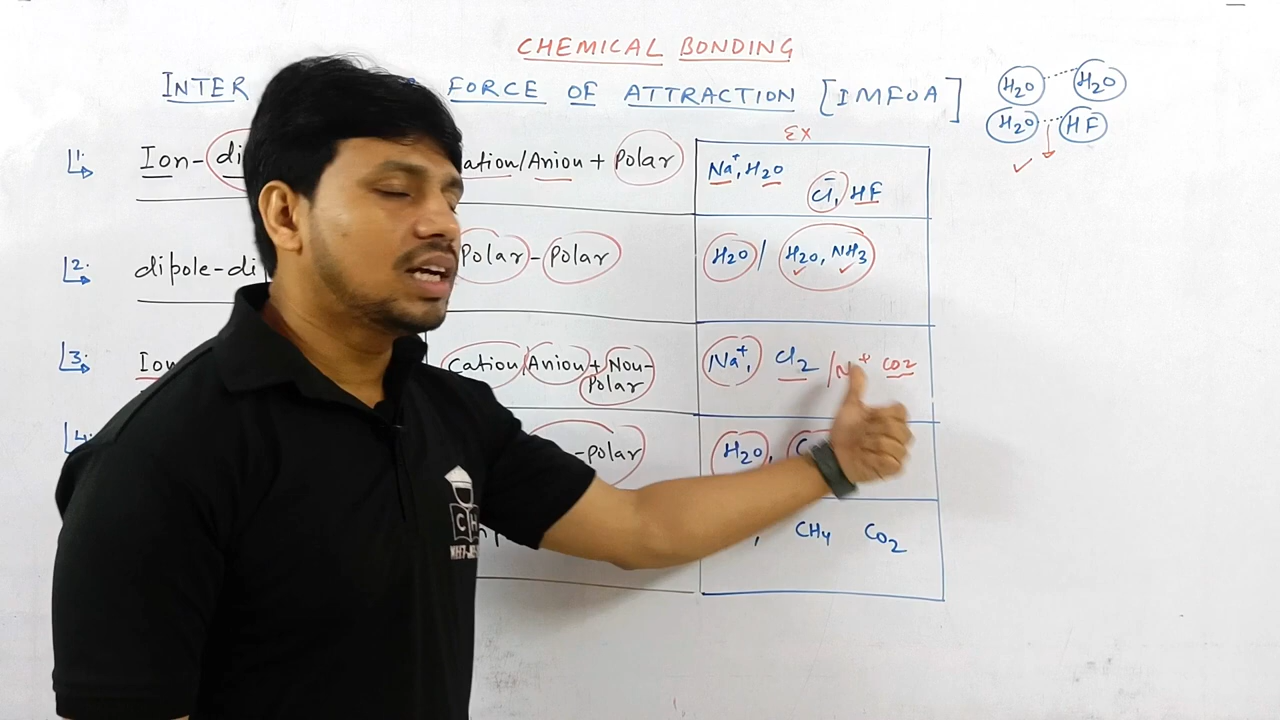 CHEMICAL BONDING
INTER FORCE OF ATTRACTION [IMFOA]
H2O H2O
H2O HF
Ex
1. Ion-di ation/Anion + Polar Na+, H2O
Cl-, HF
2. dipole-di Polar - Polar H2O / H2O, NH3
3. Ion Cation/Anion + Non-Polar Na+, Cl2 / N + CO2
4. -polar H2O, C
, CH4 CO2
CH